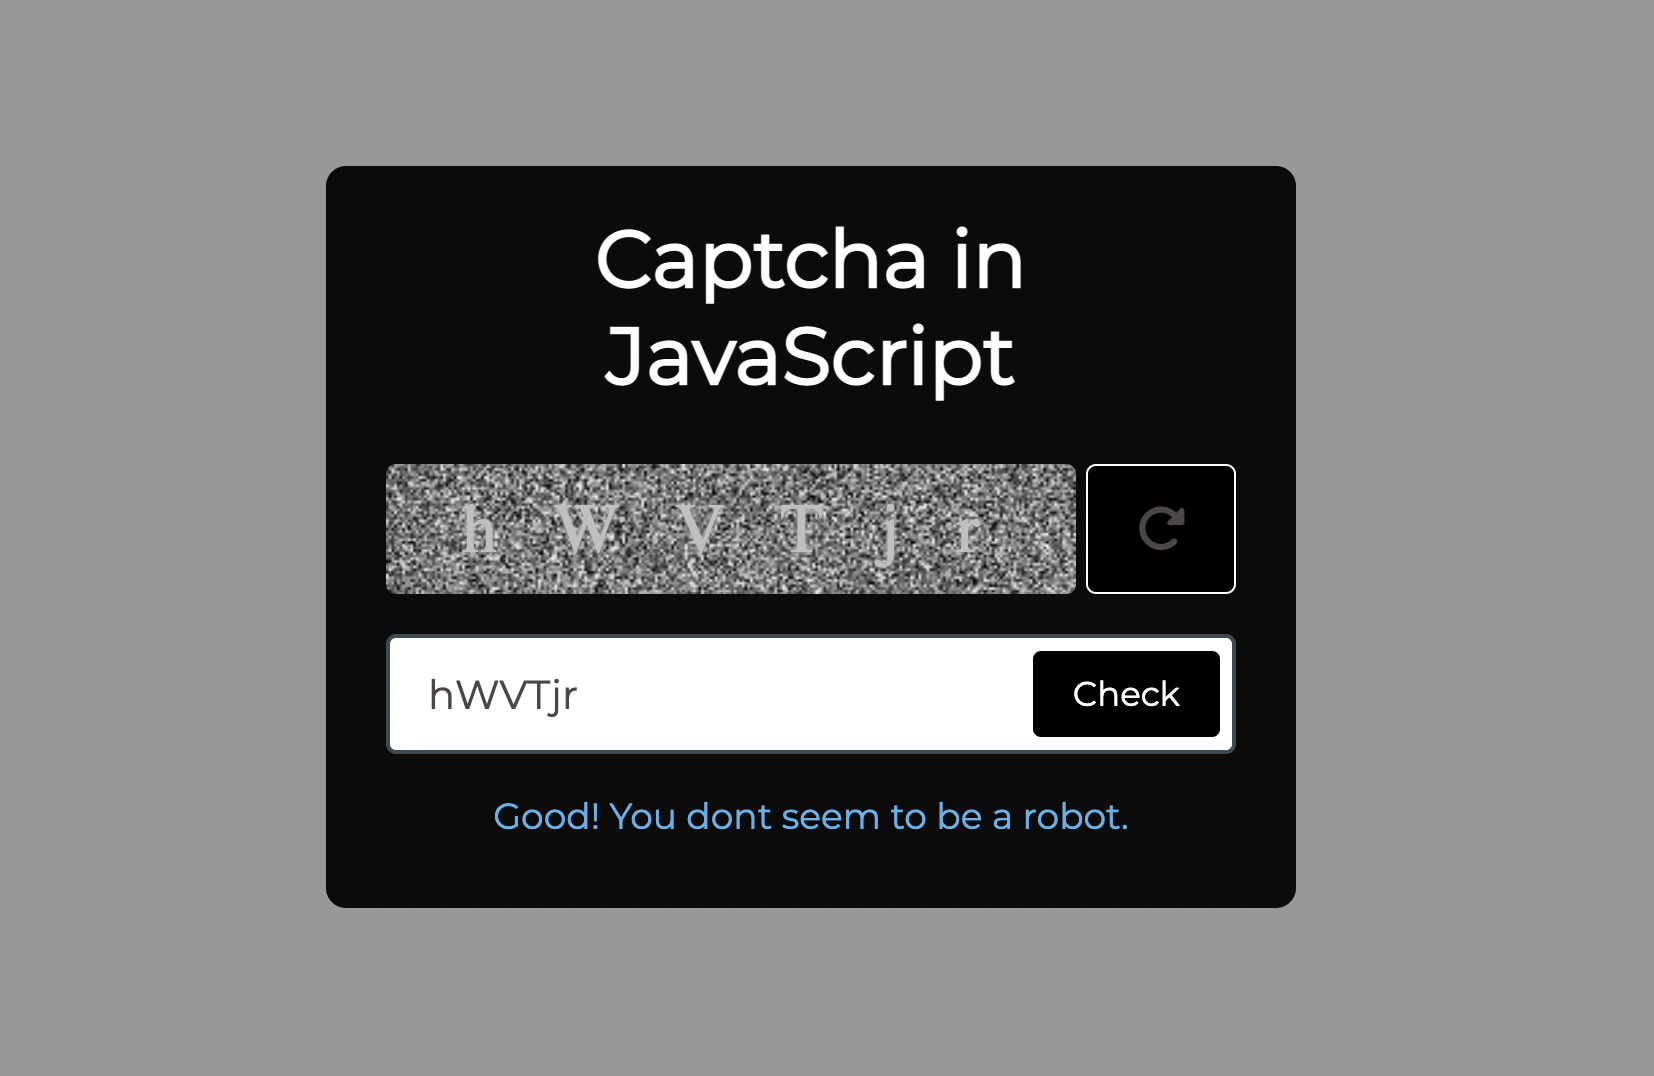 Captcha in
JavaScript
h W V T j r
hWVTjr
Check
Good! You dont seem to be a robot.